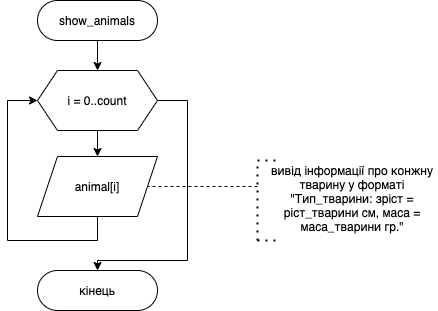 show_animals
i = 0..count
animal[i]
вивід інформації про конжну
тварину у форматі
"Тип_тварини: зріст =
ріст_тварини см, маса =
маса_тварини гр."
кінець